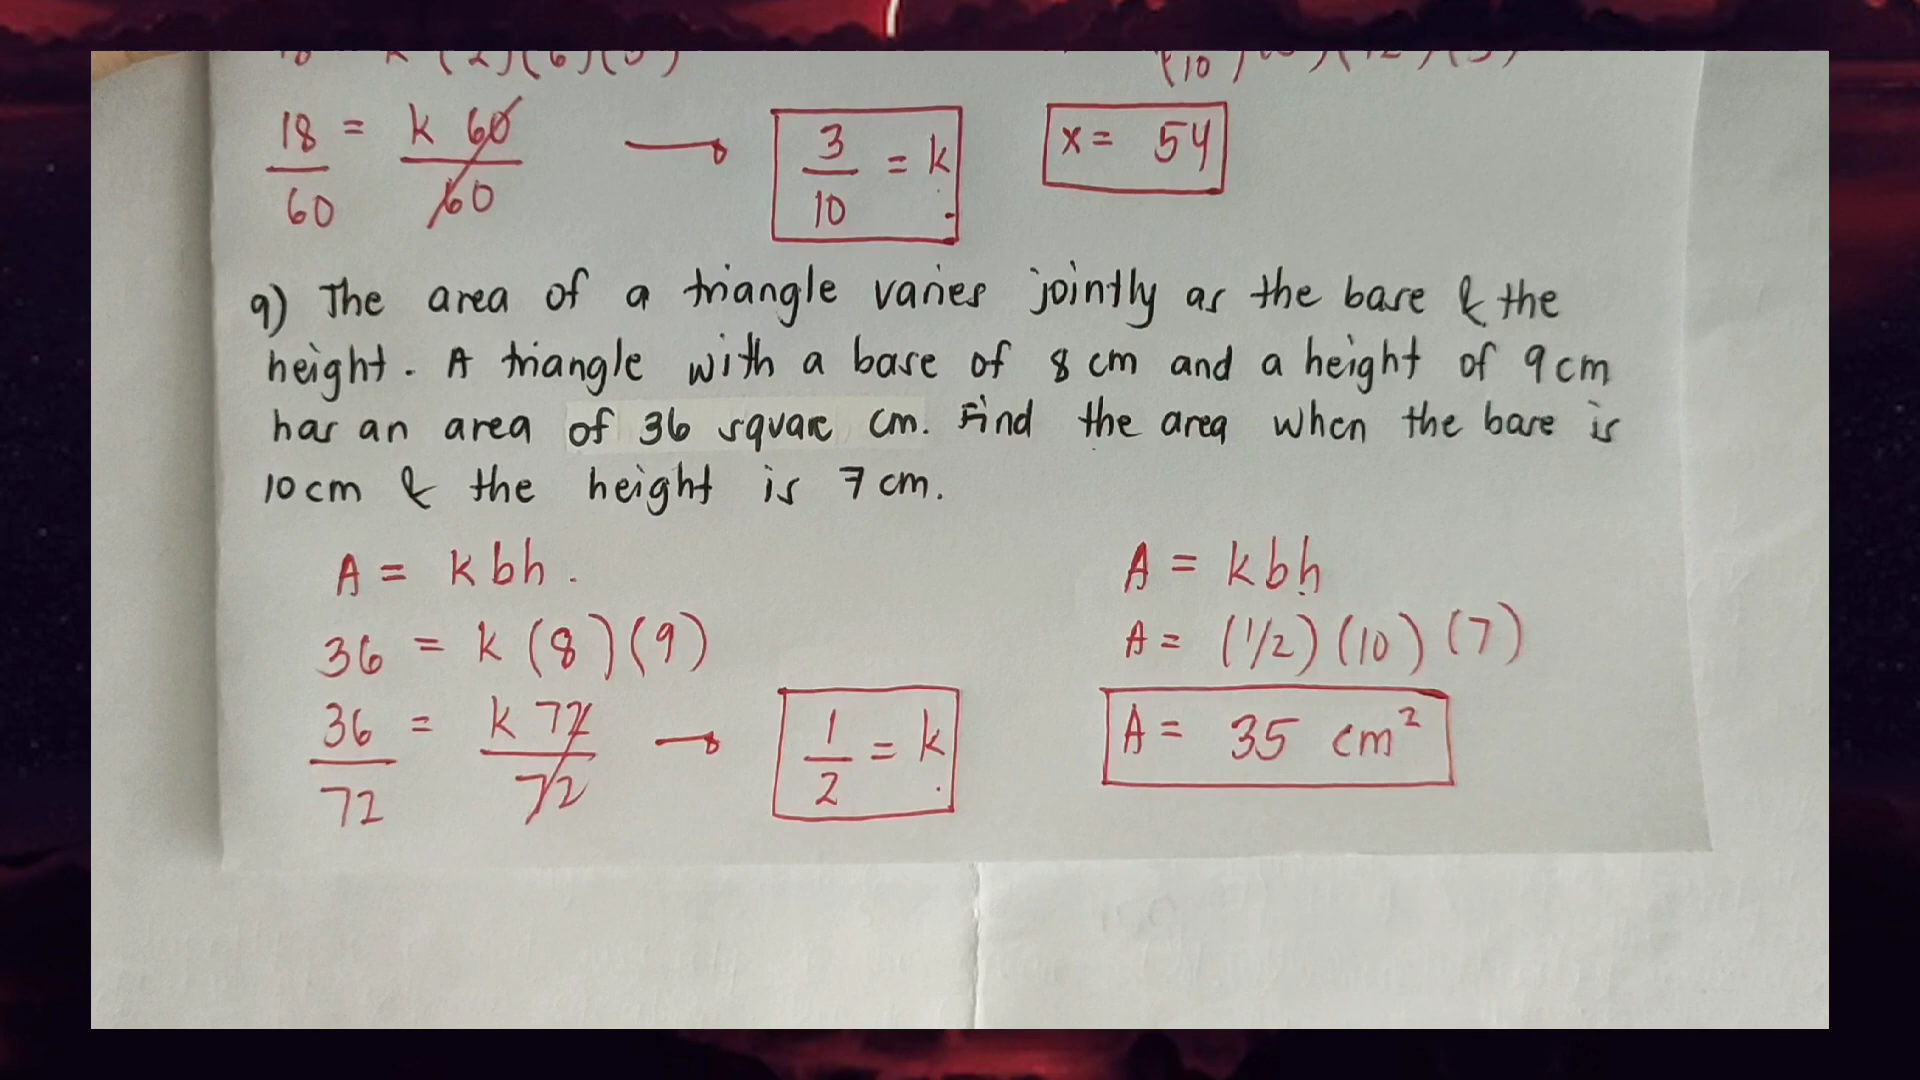 18 = k 60 → 3/10 = k x = 54
60 60
9) The area of a triangle varies jointly as the base & the
height. A triangle with a base of 8 cm and a height of 9 cm
has an area of 36 square cm. Find the area when the base is
10 cm & the height is 7 cm.
A = kbh. A = kbh
36 = k (8)(9) A = (1/2) (10) (7)
36 = k 72 → 1/2 = k A = 35 cm²
72 72